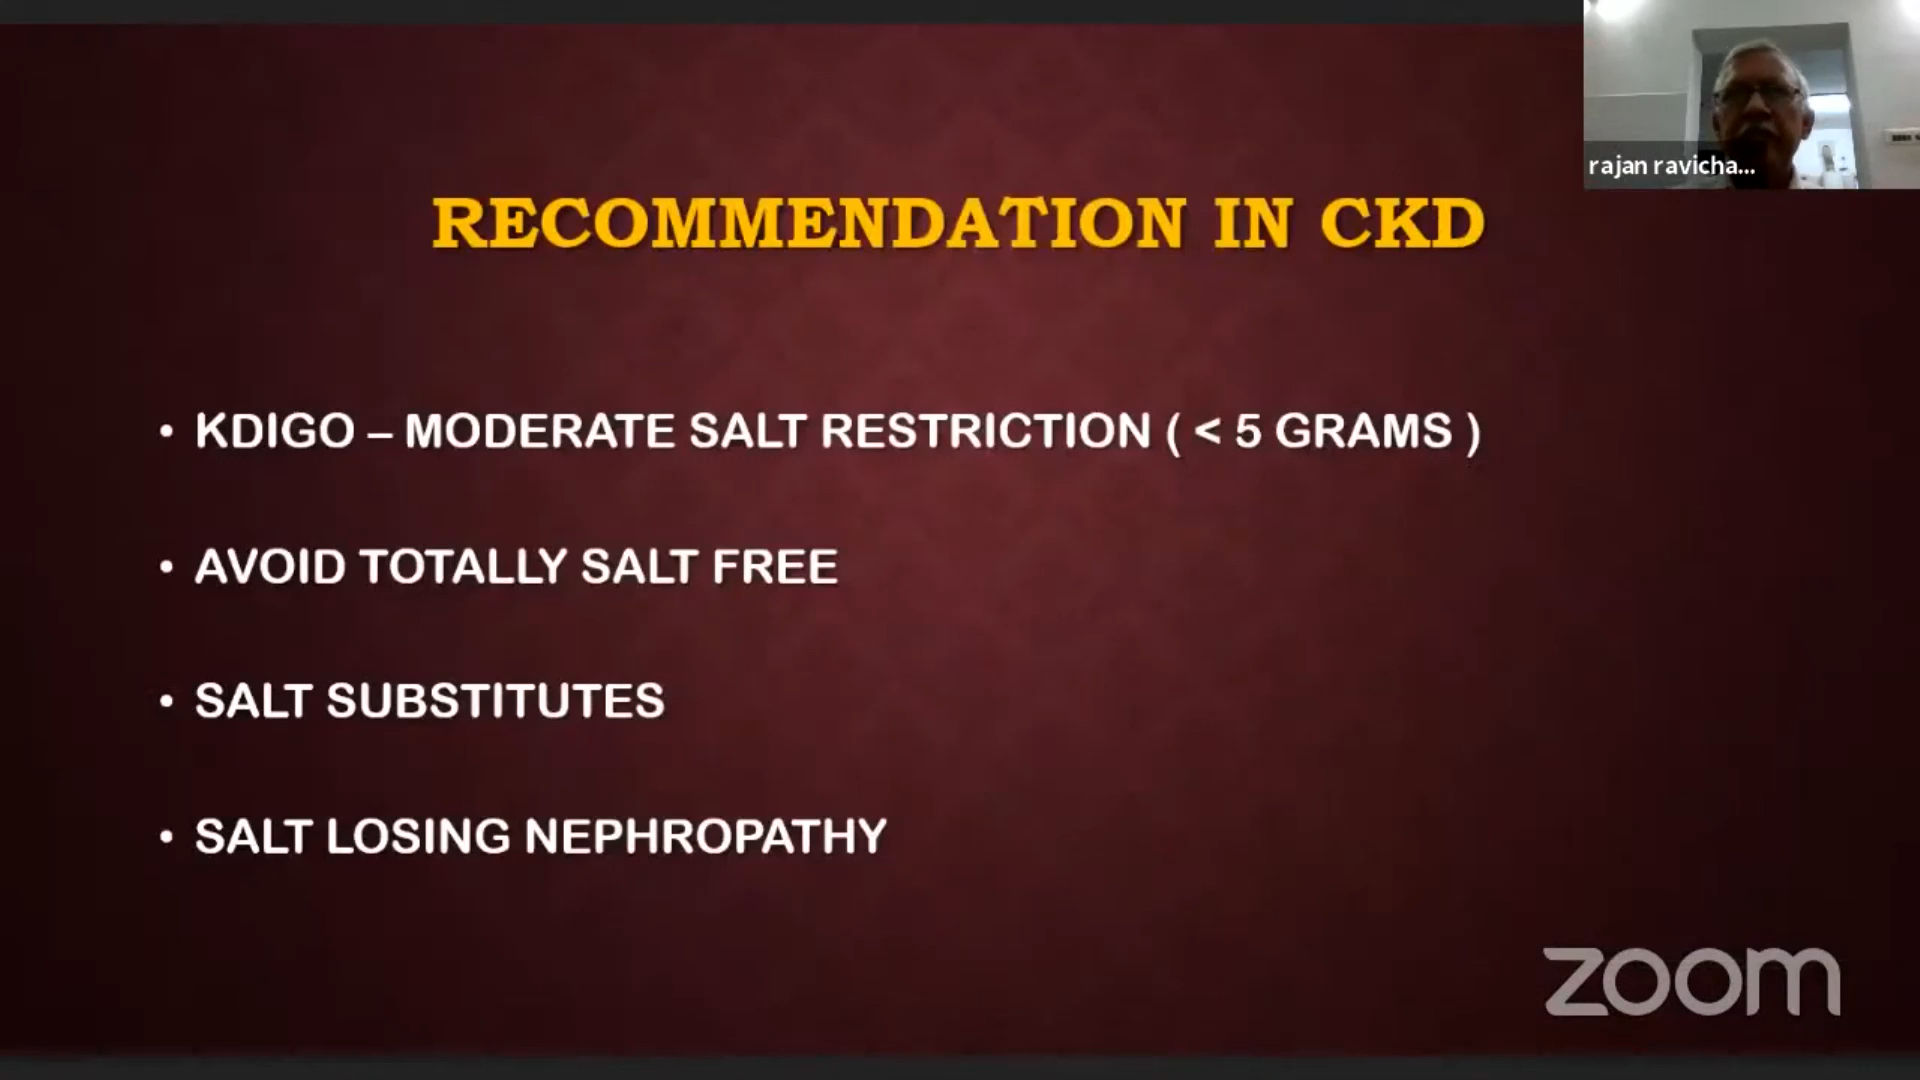 rajan ravicha...
RECOMMENDATION IN CKD
• KDIGO – MODERATE SALT RESTRICTION ( < 5 GRAMS )
• AVOID TOTALLY SALT FREE
• SALT SUBSTITUTES
• SALT LOSING NEPHROPATHY
zoom